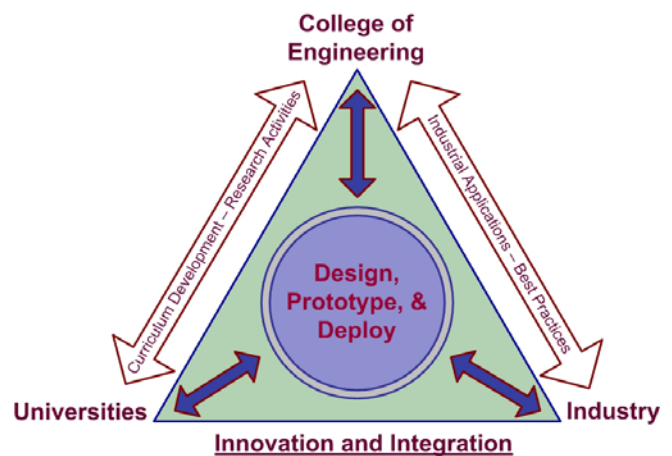 College of
Engineering
Curriculum Development – Research Activities
Industrial Applications – Best Practices
Design,
Prototype, &
Deploy
Universities
Industry
Innovation and Integration